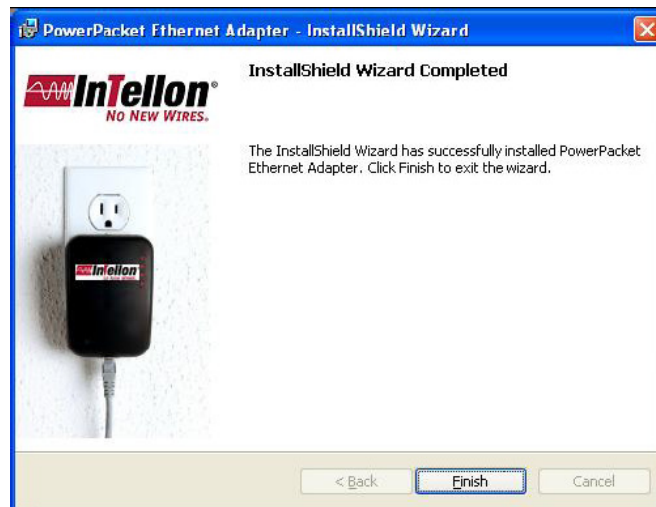 PowerPacket Ethernet Adapter - InstallShield Wizard
InTellon®
NO NEW WIRES.
InstallShield Wizard Completed
The InstallShield Wizard has successfully installed PowerPacket
Ethernet Adapter. Click Finish to exit the wizard.
InTellon
< Back
Finish
Cancel